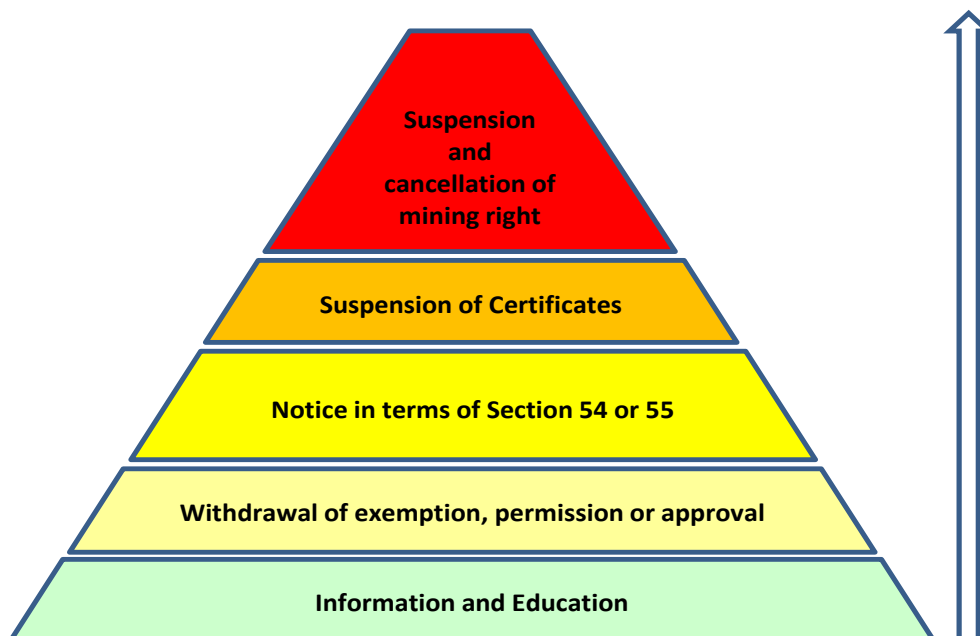 Suspension
and
cancellation of
mining right
Suspension of Certificates
Notice in terms of Section 54 or 55
Withdrawal of exemption, permission or approval
Information and Education